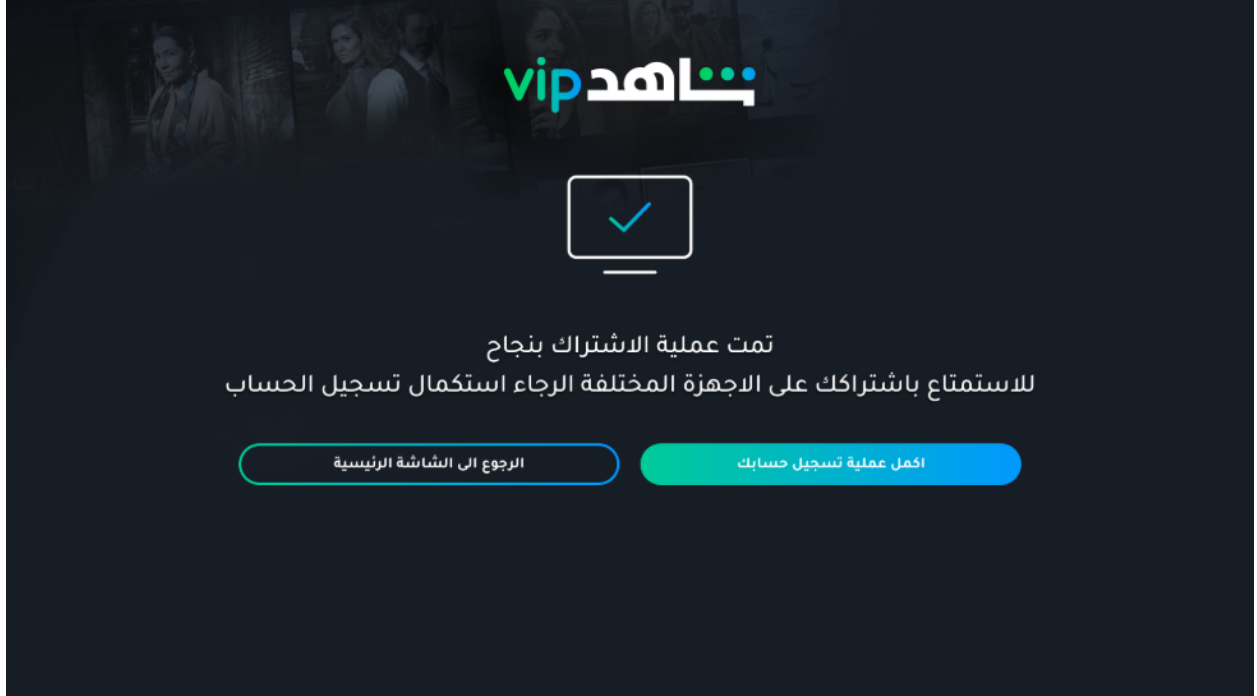 شاهد vip
تمت عملية الاشتراك بنجاح
للاستمتاع باشتراكك على الاجهزة المختلفة الرجاء استكمال تسجيل الحساب
اكمل عملية تسجيل حسابك
الرجوع الى الشاشة الرئيسية